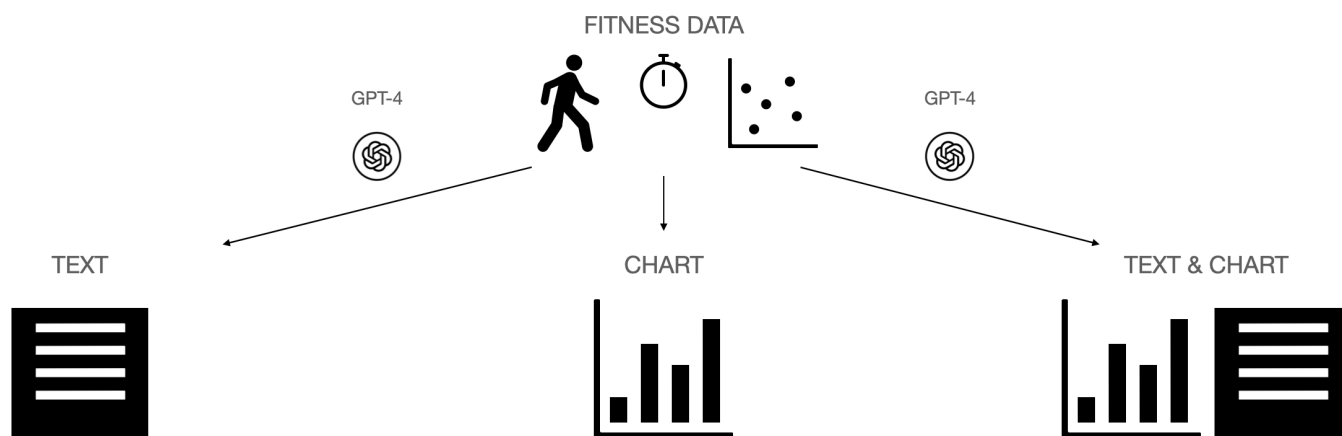 FITNESS DATA
GPT-4
GPT-4
TEXT
CHART
TEXT & CHART